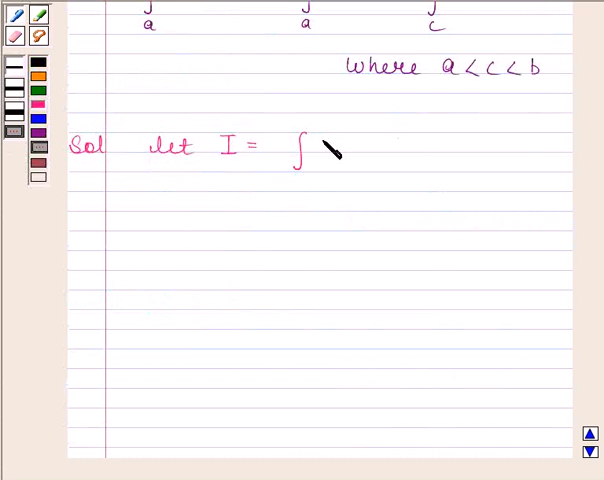 ∫ a ∫ a ∫ c
where a < c < b
Sol let I = ∫